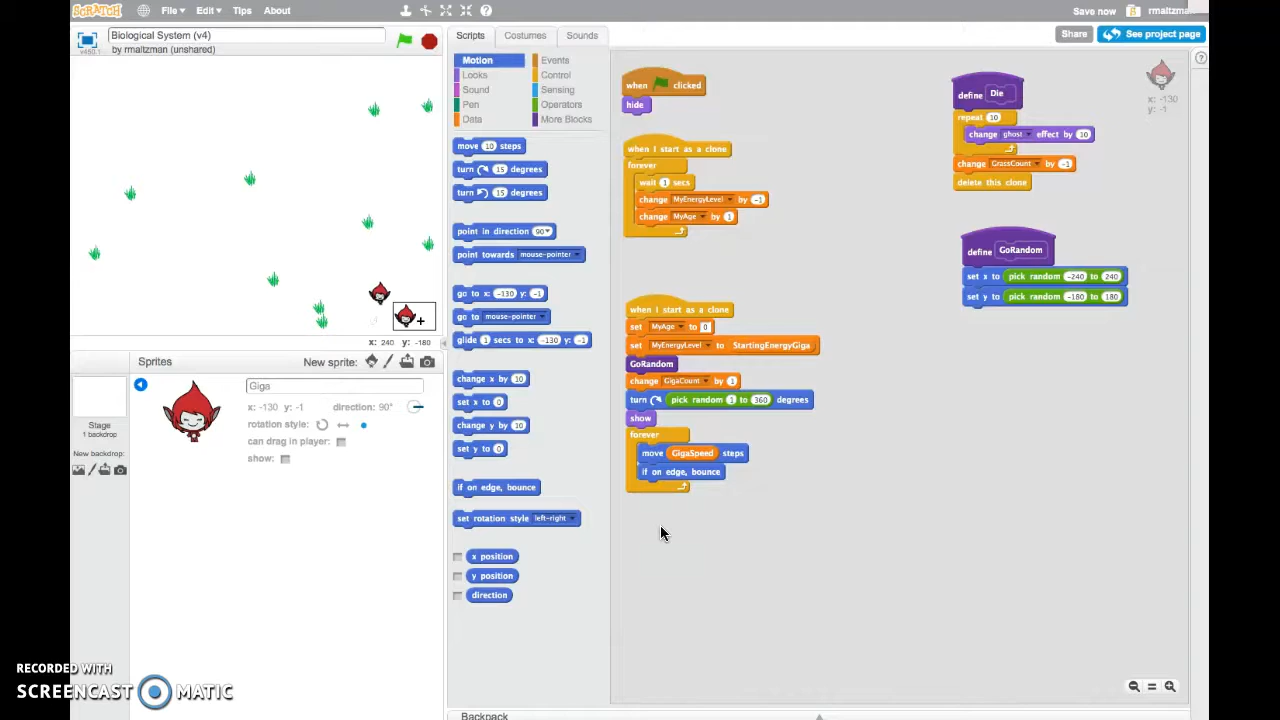 SCRATCH File Edit Tips About Save now rmaltzman
Biological System (v4)
by rmaltzman (unshared)
v450.1
Scripts Costumes Sounds Share See project page
Motion Events
Looks Control
Sound Sensing
Pen Operators
Data More Blocks
move 10 steps
turn 15 degrees
turn 15 degrees
point in direction 90
point towards mouse-pointer
go to x: -130 y: -1
go to mouse-pointer
glide 1 secs to x: -130 y: -1
change x by 10
set x to 0
change y by 10
set y to 0
if on edge, bounce
set rotation style left-right
x position
y position
direction
when clicked
hide
when I start as a clone
forever
wait 1 secs
change MyEnergyLevel by -1
change MyAge by 1
when I start as a clone
set MyAge to 0
set MyEnergyLevel to StartingEnergyGiga
GoRandom
change GigaCount by 1
turn pick random 1 to 360 degrees
show
forever
move GigaSpeed steps
if on edge, bounce
define Die
repeat 10
change ghost effect by 10
change GrassCount by -1
delete this clone
define GoRandom
set x to pick random -240 to 240
set y to pick random -180 to 180
x: -130
y: -1
x: 240 y: -180
Sprites New sprite:
Stage
1 backdrop
New backdrop:
Giga
x: -130 y: -1 direction: 90°
rotation style:
can drag in player:
show:
Backpack
RECORDED WITH
SCREENCAST MATIC